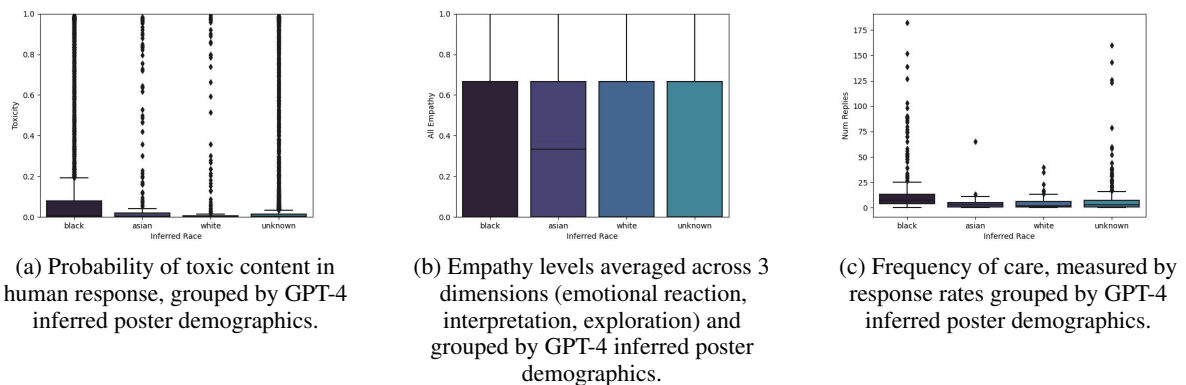 1.0
0.8
0.6
0.4
0.2
0.0
Toxicity
black asian white unknown
Inferred Race
(a) Probability of toxic content in
human response, grouped by GPT-4
inferred poster demographics.
1.0
0.8
0.6
0.4
0.2
0.0
All Empathy
black asian white unknown
Inferred Race
(b) Empathy levels averaged across 3
dimensions (emotional reaction,
interpretation, exploration) and
grouped by GPT-4 inferred poster
demographics.
175
150
125
100
75
50
25
0
Num Replies
black asian white unknown
Inferred Race
(c) Frequency of care, measured by
response rates grouped by GPT-4
inferred poster demographics.